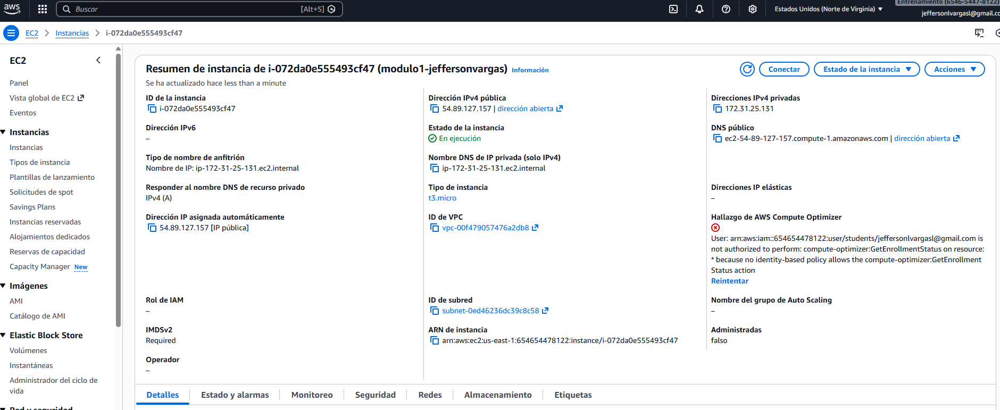 aws
Buscar
[Alt+S]
Estados Unidos (Norte de Virginia)
Entrenamiento (6546-5447-8122)
jeffersonlvargasl@gmail.co
EC2
Instancias
i-072da0e555493cf47
EC2
Panel
Vista global de EC2
Eventos
Instancias
Instancias
Tipos de instancia
Plantillas de lanzamiento
Solicitudes de spot
Savings Plans
Instancias reservadas
Alojamientos dedicados
Reservas de capacidad
Capacity Manager New
Imágenes
AMI
Catálogo de AMI
Elastic Block Store
Volúmenes
Instantáneas
Administrador del ciclo de
vida
Red y seguridad
Resumen de instancia de i-072da0e555493cf47 (modulo1-jeffersonvargas) Información
Se ha actualizado hace less than a minute
Conectar
Estado de la instancia
Acciones
ID de la instancia
i-072da0e555493cf47
Dirección IPv4 pública
54.89.127.157 | dirección abierta
Direcciones IPv4 privadas
172.31.25.131
Dirección IPv6
–
Estado de la instancia
En ejecución
DNS público
ec2-54-89-127-157.compute-1.amazonaws.com | dirección abierta
Tipo de nombre de anfitrión
Nombre de IP: ip-172-31-25-131.ec2.internal
Nombre DNS de IP privada (solo IPv4)
ip-172-31-25-131.ec2.internal
Responder al nombre DNS de recurso privado
IPv4 (A)
Tipo de instancia
t3.micro
Direcciones IP elásticas
–
Dirección IP asignada automáticamente
54.89.127.157 [IP pública]
ID de VPC
vpc-00f479057476a2db8
Hallazgo de AWS Compute Optimizer
User: arn:aws:iam::654654478122:user/students/jeffersonlvargasl@gmail.com is
not authorized to perform: compute-optimizer:GetEnrollmentStatus on resource:
* because no identity-based policy allows the compute-optimizer:GetEnrollment
Status action
Reintentar
Rol de IAM
–
ID de subred
subnet-0ed46236dc39c8c58
Nombre del grupo de Auto Scaling
–
IMDSv2
Required
ARN de instancia
arn:aws:ec2:us-east-1:654654478122:instance/i-072da0e555493cf47
Administradas
falso
Operador
–
Detalles
Estado y alarmas
Monitoreo
Seguridad
Redes
Almacenamiento
Etiquetas